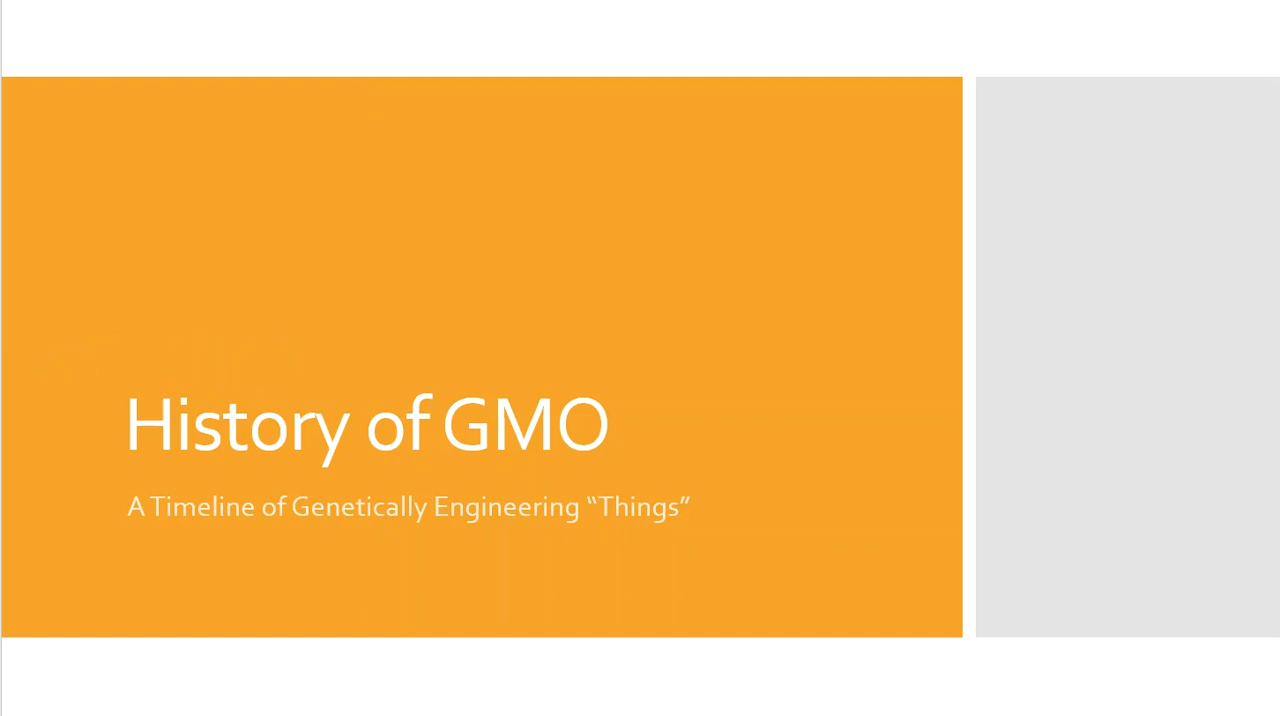 History of GMO
A Timeline of Genetically Engineering “Things”